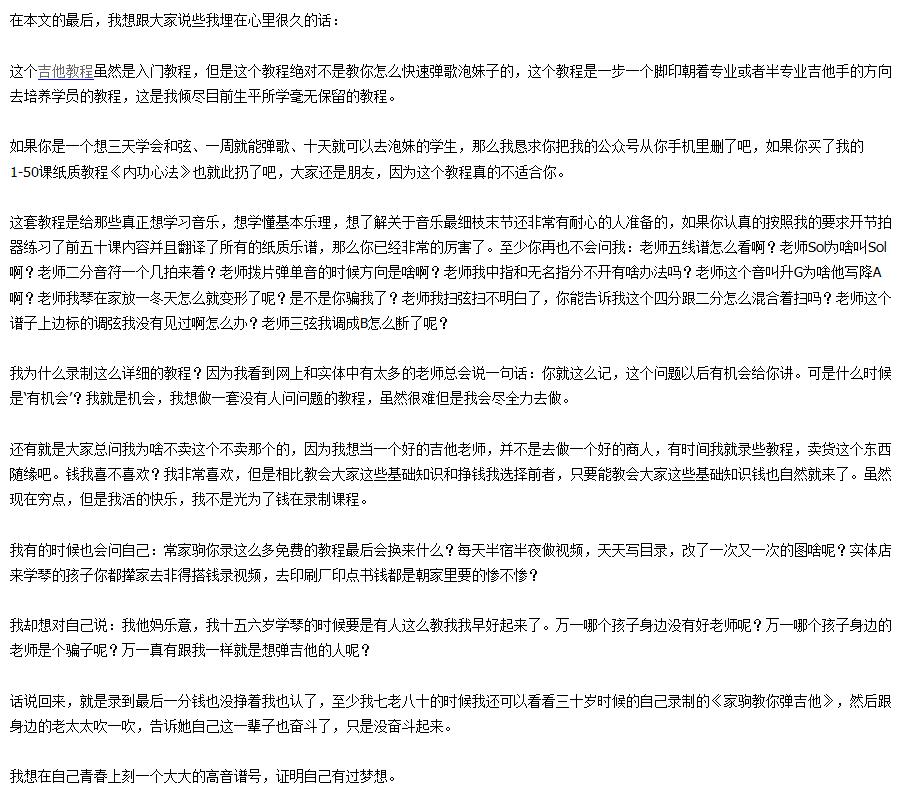 在本文的最后，我想跟大家说些我埋在心里很久的话：
这个吉他教程虽然是入门教程，但是这个教程绝对不是教你怎么快速弹歌泡妹子的，这个教程是一步一个脚印朝着专业或者半专业吉他手的方向
去培养学员的教程，这是我倾尽目前生平所学毫无保留的教程。
如果你是一个想三天学会和弦、一周就能弹歌、十天就可以去泡妹的学生，那么我恳求你把我的公众号从你手机里删了吧，如果你买了我的
1-50课纸质教程《内功心法》也就此扔了吧，大家还是朋友，因为这个教程真的不适合你。
这套教程是给那些真正想学习音乐，想学懂基本乐理，想了解关于音乐最细枝末节还非常有耐心的人准备的，如果你认真的按照我的要求开节拍
器练习了前五十课内容并且翻译了所有的纸质乐谱，那么你已经非常的厉害了。至少你再也不会问我：老师五线谱怎么看啊？老师Sol为啥叫Sol
啊？老师二分音符一个几拍来着？老师拨片弹单音的时候方向是啥啊？老师我中指和无名指分不开有啥办法吗？老师这个音叫升G为啥他写降A
啊？老师我琴在家放一冬天怎么就变形了呢？是不是你骗我了？老师我扫弦扫不明白了，你能告诉我这个四分跟二分怎么混合着扫吗？老师这个
谱子上边标的调弦我没有见过啊怎么办？老师三弦我调成B怎么断了呢？
我为什么录制这么详细的教程？因为我看到网上和实体中有太多的老师总会说一句话：你就这么记，这个问题以后有机会给你讲。可是什么时候
是‘有机会’？我就是机会，我想做一套没有人问问题的教程，虽然很难但是我会尽全力去做。
还有就是大家总问我为啥不卖这个不卖那个的，因为我想当一个好的吉他老师，并不是去做一个好的商人，有时间我就录些教程，卖货这个东西
随缘吧。钱我喜不喜欢？我非常喜欢，但是相比教会大家这些基础知识和挣钱我选择前者，只要能教会大家这些基础知识钱也自然就来了。虽然
现在穷点，但是我活的快乐，我不是光为了钱在录制课程。
我有的时候也会问自己：常家驹你录这么多免费的教程最后会换来什么？每天半宿半夜做视频，天天写目录，改了一次又一次的图啥呢？实体店
来学琴的孩子你都撵家去非得搭钱录视频，去印刷厂印点书钱都是朝家里要的惨不惨？
我却想对自己说：我他妈乐意，我十五六岁学琴的时候要是有人这么教我我早好起来了。万一哪个孩子身边没有好老师呢？万一哪个孩子身边的
老师是个骗子呢？万一真有跟我一样就是想弹吉他的人呢？
话说回来，就是录到最后一分钱也没挣着我也认了，至少我七老八十的时候我还可以看看三十岁时候的自己录制的《家驹教你弹吉他》，然后跟
身边的老太太吹一吹，告诉她自己这一辈子也奋斗了，只是没奋斗起来。
我想在自己青春上刻一个大大的高音谱号，证明自己有过梦想。